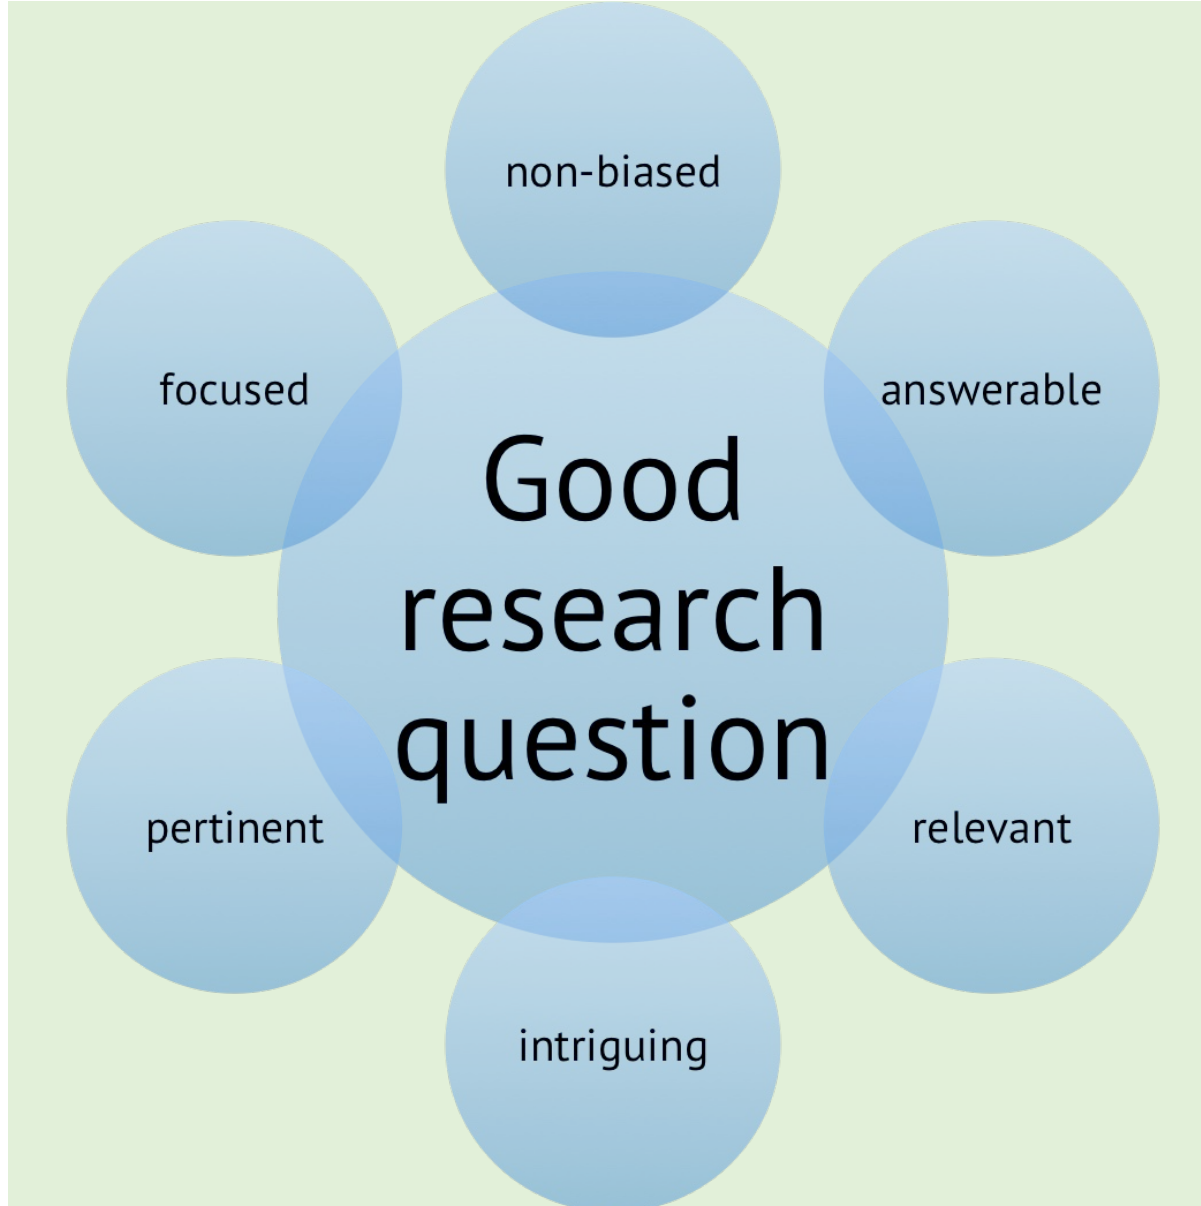 non-biased
focused
answerable
Good
research
question
pertinent
relevant
intriguing